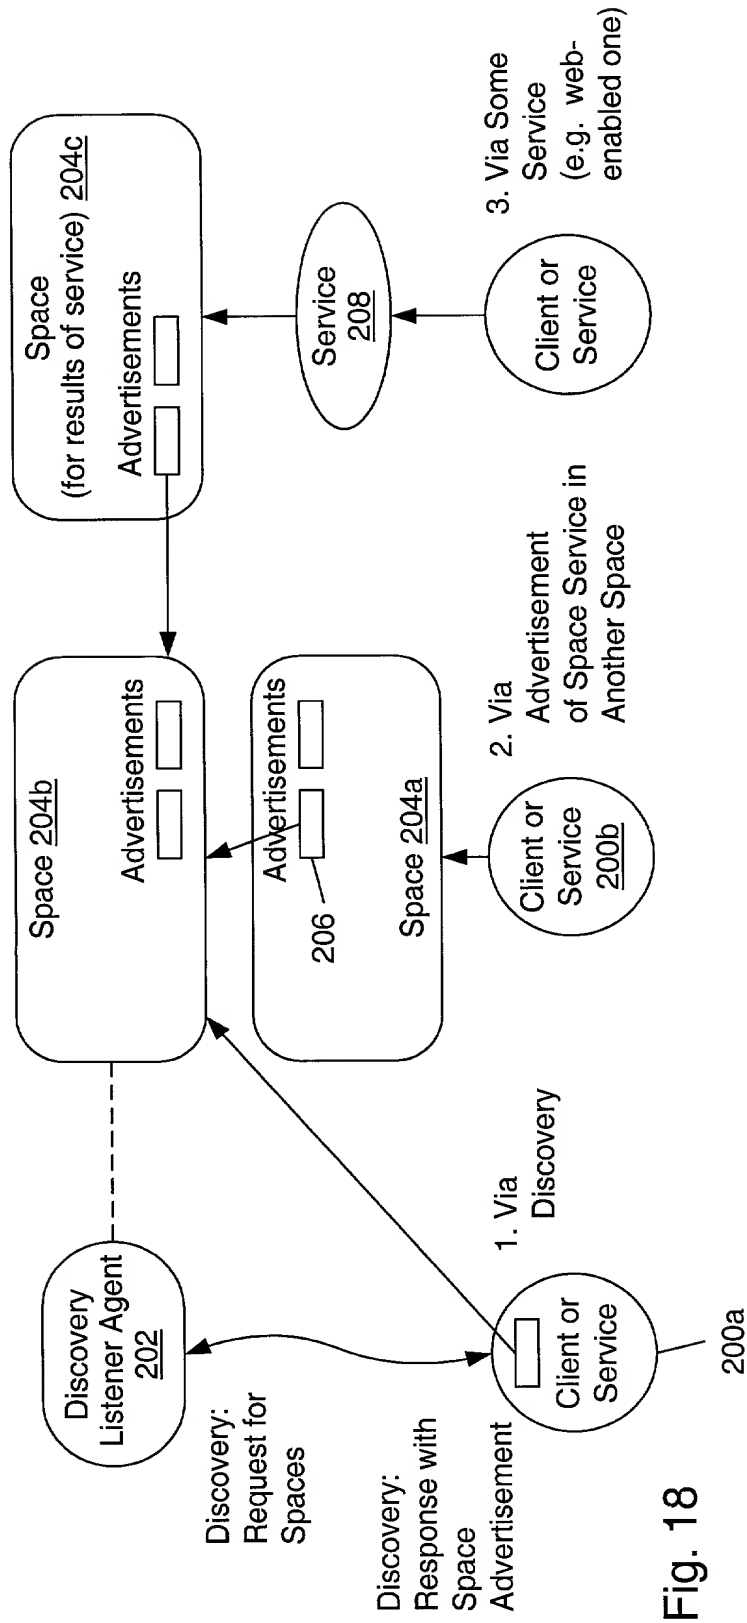 Discovery
Listener Agent
202
Discovery:
Request for
Spaces
Discovery:
Response with
Space
Advertisement
Client or
Service
200a
1. Via
Discovery
Space 204b
Advertisements
Advertisements
206
Space 204a
Client or
Service
200b
2. Via
Advertisement
of Space Service in
Another Space
Space
(for results of service) 204c
Advertisements
Service
208
Client or
Service
3. Via Some
Service
(e.g. web-
enabled one)
Fig. 18